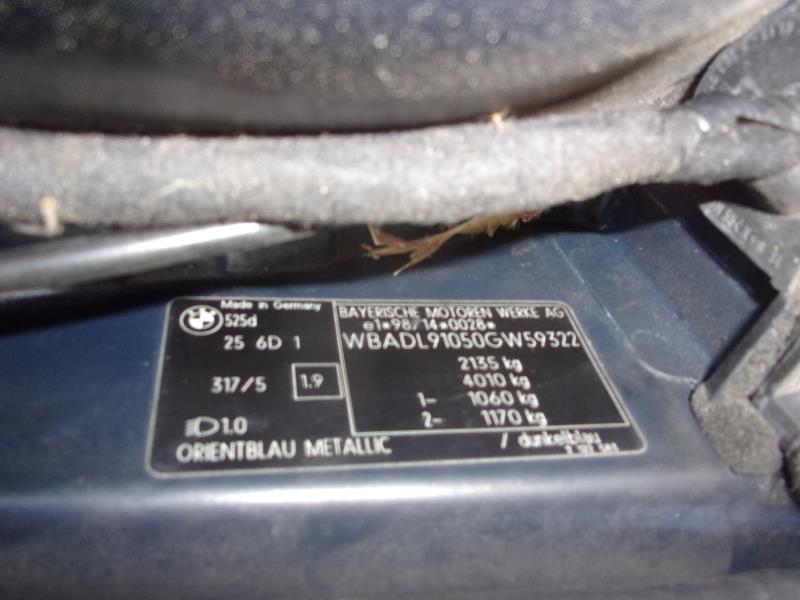 Made in Germany
525d
25 6D 1
317/5 1.9
1.0
ORIENTBLAU METALLIC / dunkelblau
BAYERISCHE MOTOREN WERKE AG
e1*98/14*0028*
WBADL91050GW59322
2135 kg
4010 kg
1- 1060 kg
2- 1170 kg